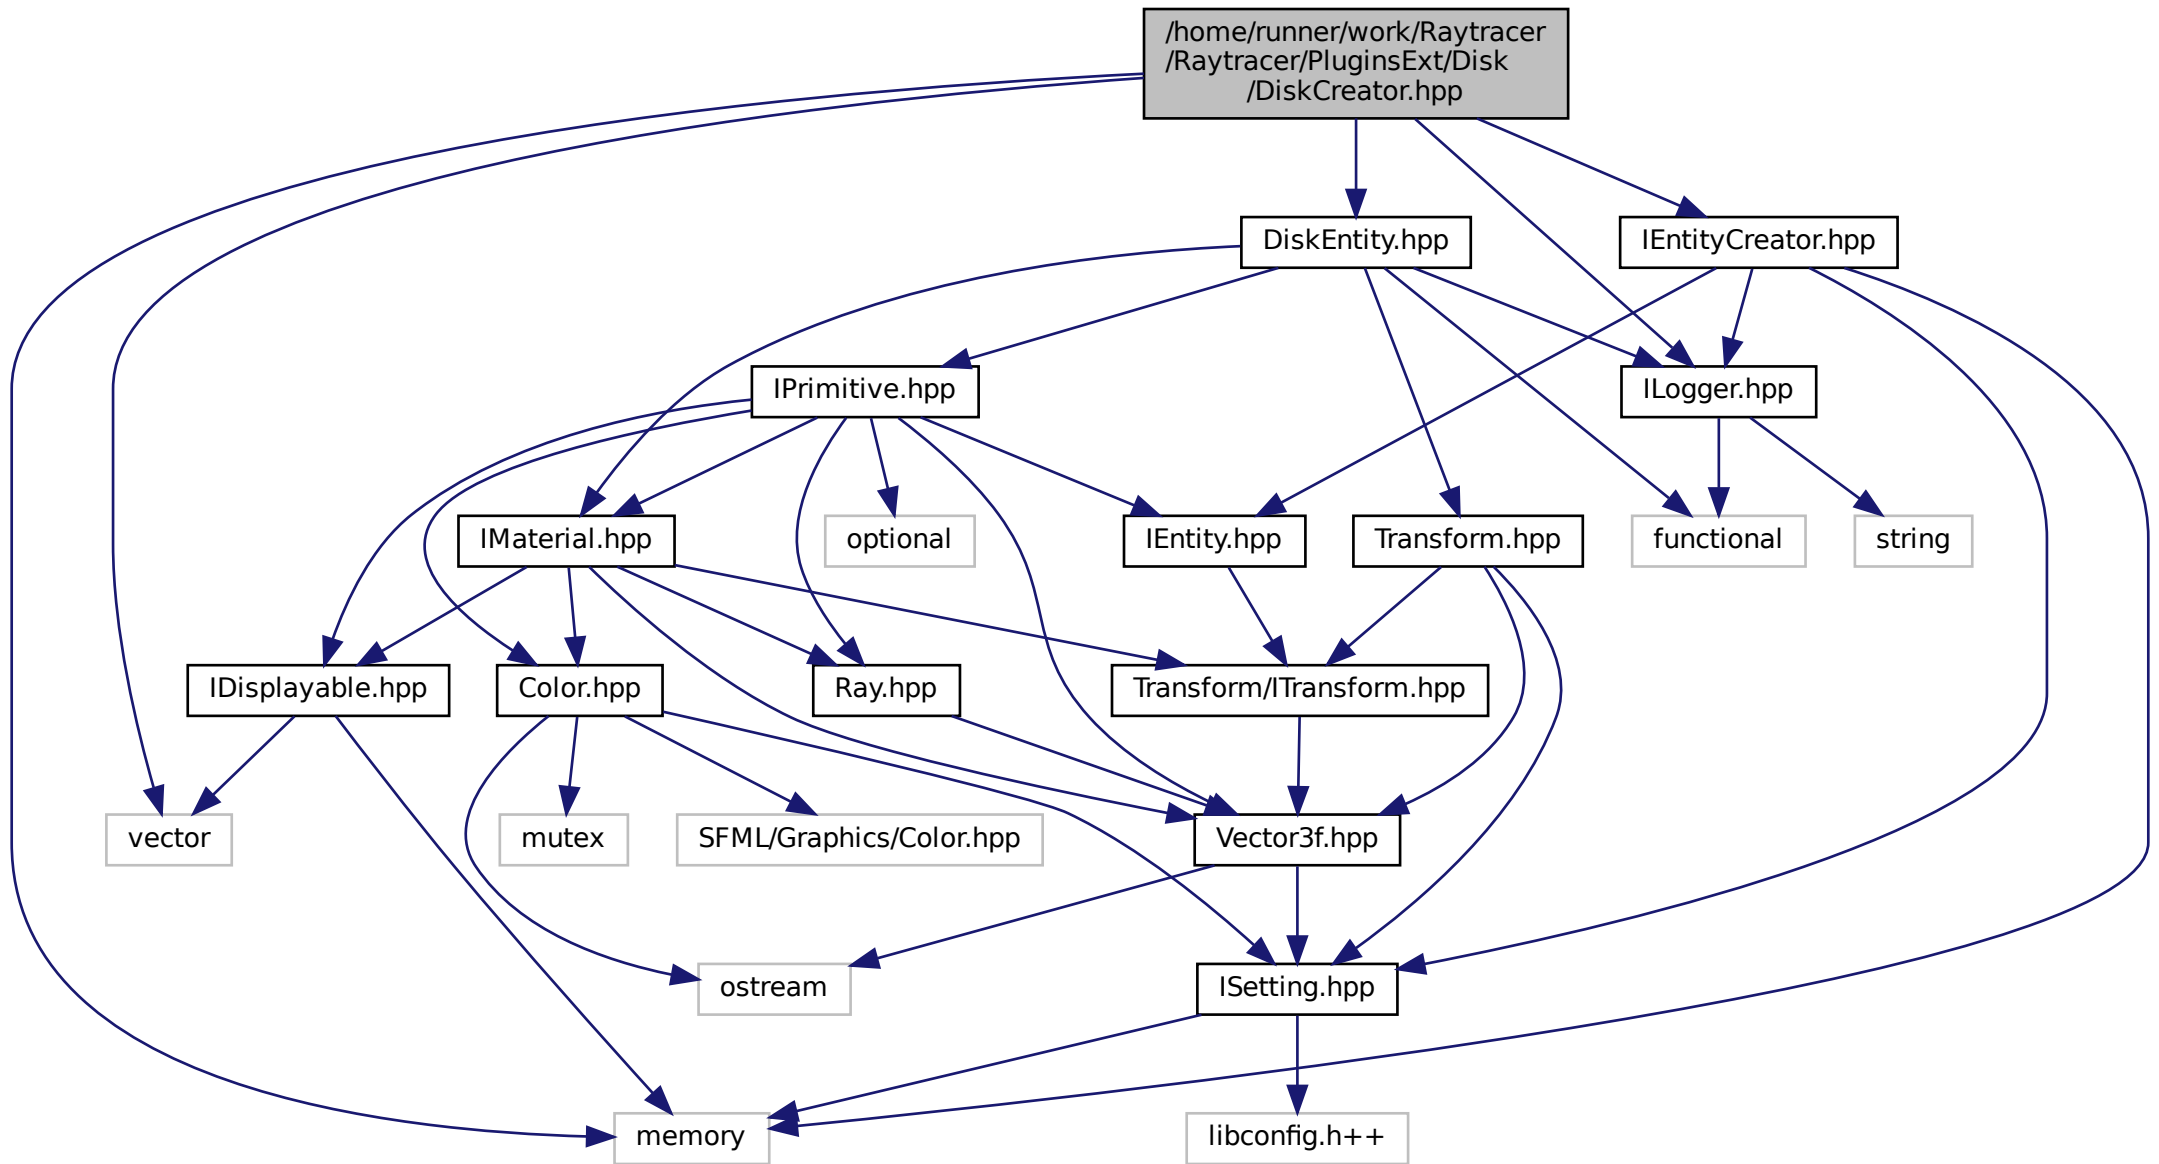 /home/runner/work/Raytracer
/Raytracer/PluginsExt/Disk
/DiskCreator.hpp
DiskEntity.hpp
IEntityCreator.hpp
IPrimitive.hpp
ILogger.hpp
IMaterial.hpp
optional
IEntity.hpp
Transform.hpp
functional
string
IDisplayable.hpp
Color.hpp
Ray.hpp
Transform/ITransform.hpp
vector
mutex
SFML/Graphics/Color.hpp
Vector3f.hpp
ostream
ISetting.hpp
memory
libconfig.h++